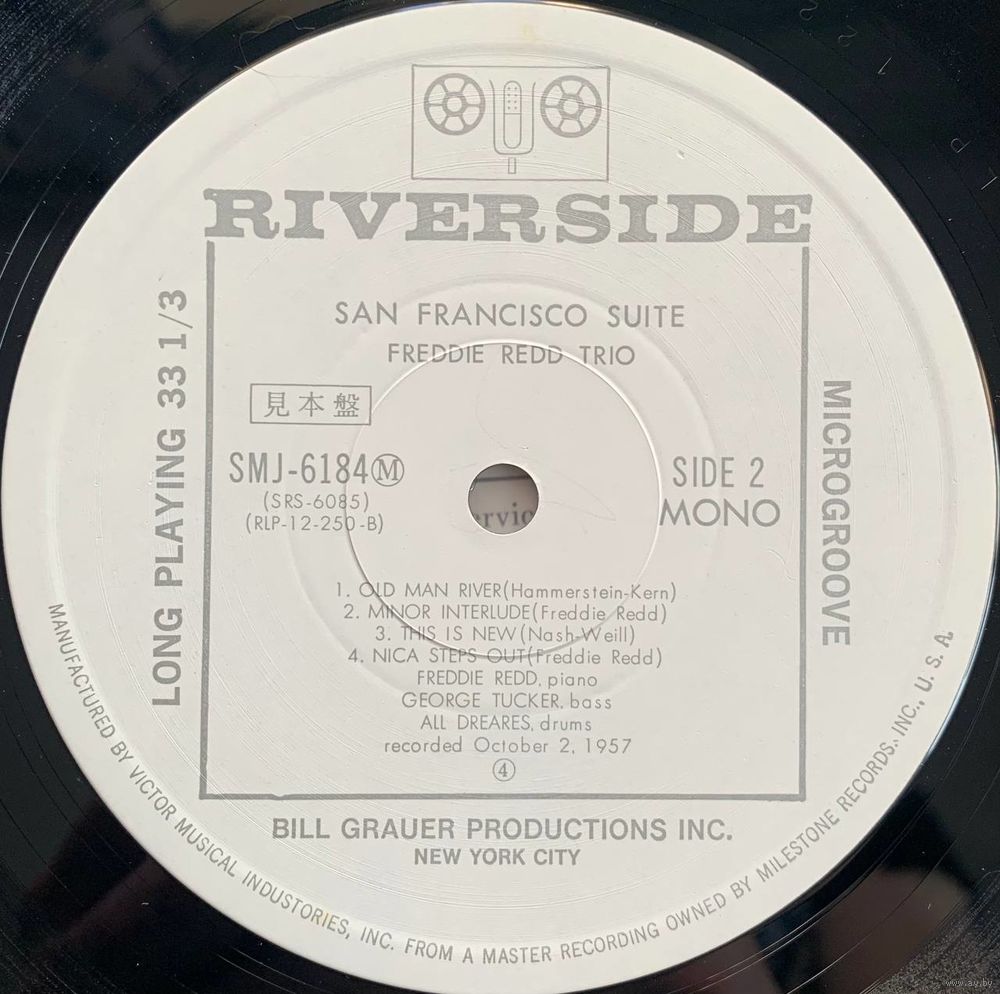 RIVERSIDE
SAN FRANCISCO SUITE
FREDDIE REDD TRIO
見本盤
SMJ-6184Ⓜ
(SRS-6085)
(RLP-12-250-B)
SIDE 2
MONO
LONG PLAYING 33 1/3
MICROGROOVE
1. OLD MAN RIVER(Hammerstein-Kern)
2. MINOR INTERLUDE(Freddie Redd)
3. THIS IS NEW(Nash-Weill)
4. NICA STEPS OUT(Freddie Redd)
FREDDIE REDD, piano
GEORGE TUCKER, bass
ALL DREARES, drums
recorded October 2, 1957
④
BILL GRAUER PRODUCTIONS INC.
NEW YORK CITY
MANUFACTURED BY VICTOR MUSICAL INDUSTORIES, INC. FROM A MASTER RECORDING OWNED BY MILESTONE RECORDS, INC., U. S. A.
www.ay.by